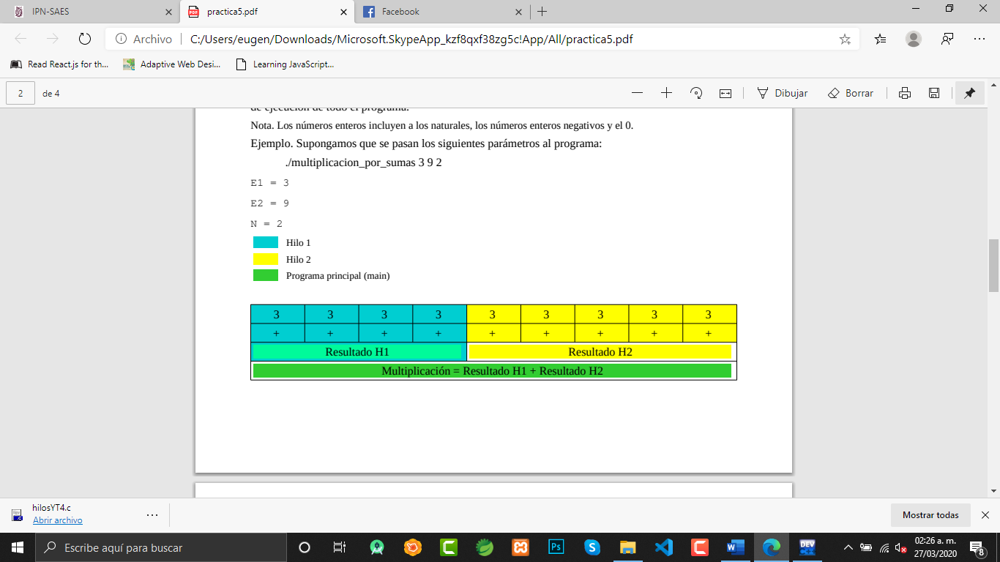 IPN-SAES
practica5.pdf
Facebook
Archivo
C:/Users/eugen/Downloads/Microsoft.SkypeApp_kzf8qxf38zg5c!App/All/practica5.pdf
Read React.js for th...
Adaptive Web Desi...
Learning JavaScript...
2 de 4
Dibujar
Borrar
de ejecución de todo el programa.
Nota. Los números enteros incluyen a los naturales, los números enteros negativos y el 0.
Ejemplo. Supongamos que se pasan los siguientes parámetros al programa:
./multiplicacion_por_sumas 3 9 2
E1 = 3
E2 = 9
N = 2
Hilo 1
Hilo 2
Programa principal (main)
3 3 3 3 3 3 3 3 3
+ + + + + + + + +
Resultado H1 Resultado H2
Multiplicación = Resultado H1 + Resultado H2
hilosYT4.c
Abrir archivo
Mostrar todas
Escribe aquí para buscar
Ps
DEV
02:26 a. m.
27/03/2020
8